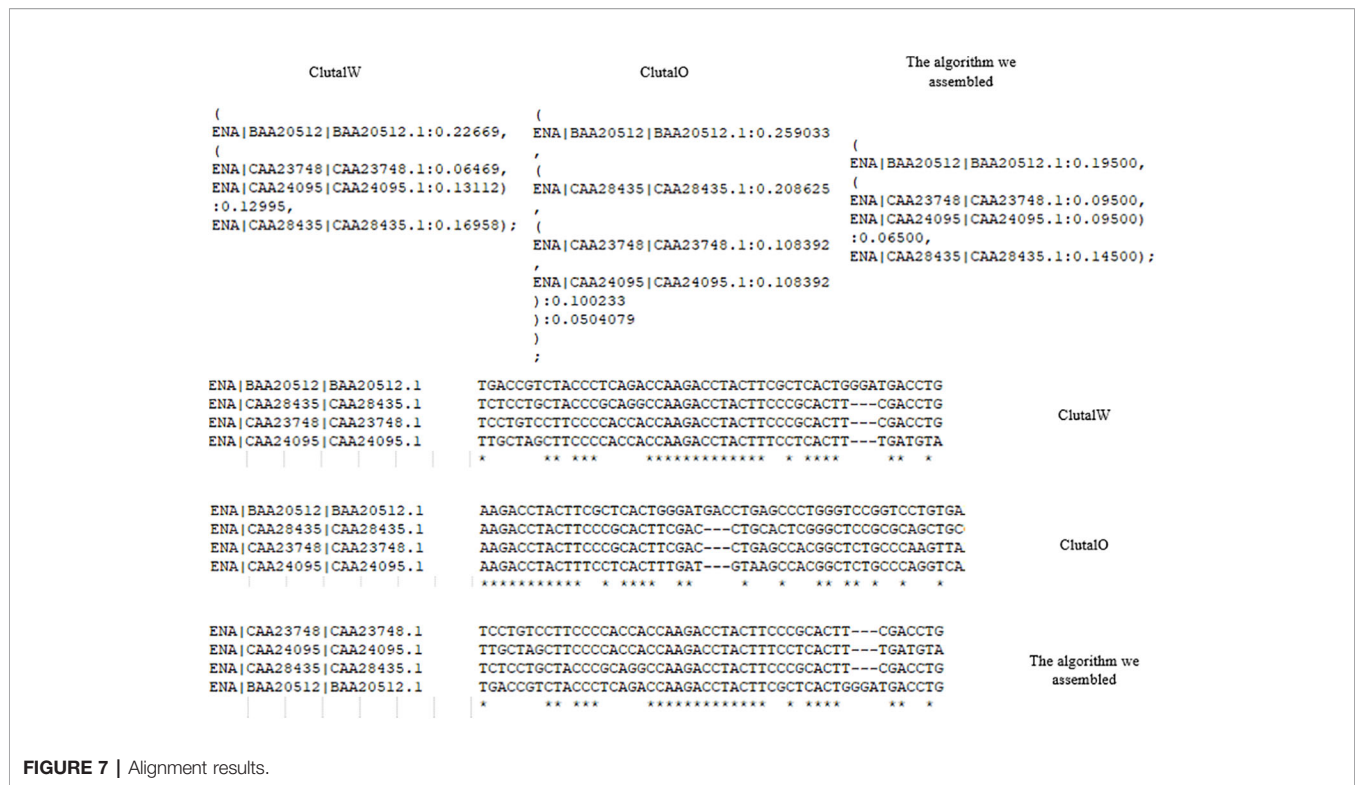 ClutalW
ClutalO
The algorithm we
assembled
(
ENA|BAA20512|BAA20512.1:0.22669,
(
ENA|CAA23748|CAA23748.1:0.06469,
ENA|CAA24095|CAA24095.1:0.13112)
:0.12995,
ENA|CAA28435|CAA28435.1:0.16958);
(
ENA|BAA20512|BAA20512.1:0.259033
,
(
ENA|CAA28435|CAA28435.1:0.208625
,
(
ENA|CAA23748|CAA23748.1:0.108392
,
ENA|CAA24095|CAA24095.1:0.108392
):0.100233
):0.0504079
)
;
(
ENA|BAA20512|BAA20512.1:0.19500,
(
ENA|CAA23748|CAA23748.1:0.09500,
ENA|CAA24095|CAA24095.1:0.09500)
:0.06500,
ENA|CAA28435|CAA28435.1:0.14500);
ENA|BAA20512|BAA20512.1 TGACCGTCTACCCTCAGACCAAGACCTACTTCGCTCACTGGGATGACCTG
ENA|CAA28435|CAA28435.1 TCTCCTGCTACCCGCAGGCCAAGACCTACTTCCCGCACTT---CGACCTG
ENA|CAA23748|CAA23748.1 TCCTGTCCTTCCCCACCACCAAGACCTACTTCCCGCACTT---CGACCTG
ENA|CAA24095|CAA24095.1 TTGCTAGCTTCCCCACCACCAAGACCTACTTTCCTCACTT---TGATGTA
* ** *** ************* * **** ** *
ClutalW
ENA|BAA20512|BAA20512.1 AAGACCTACTTCGCTCACTGGGATGACCTGAGCCCTGGGTCCGGTCCTGTGA
ENA|CAA28435|CAA28435.1 AAGACCTACTTCCCGCACTTCGAC---CTGCACTCGGGCTCCGCGCAGCTGC
ENA|CAA23748|CAA23748.1 AAGACCTACTTCCCGCACTTCGAC---CTGAGCCACGGCTCTGCCCAAGTTA
ENA|CAA24095|CAA24095.1 AAGACCTACTTTCCTCACTTTGAT---GTAAGCCACGGCTCTGCCCAGGTCA
*********** * **** ** * * ** ** * * *
ClutalO
ENA|CAA23748|CAA23748.1 TCCTGTCCTTCCCCACCACCAAGACCTACTTCCCGCACTT---CGACCTG
ENA|CAA24095|CAA24095.1 TTGCTAGCTTCCCCACCACCAAGACCTACTTTCCTCACTT---TGATGTA
ENA|CAA28435|CAA28435.1 TCTCCTGCTACCCGCAGGCCAAGACCTACTTCCCGCACTT---CGACCTG
ENA|BAA20512|BAA20512.1 TGACCGTCTACCCTCAGACCAAGACCTACTTCGCTCACTGGGATGACCTG
* ** *** ************* * **** ** *
The algorithm we
assembled
FIGURE 7 | Alignment results.